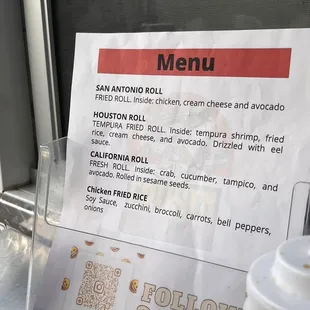 Menu
SAN ANTONIO ROLL
FRIED ROLL. Inside: chicken, cream cheese and avocado
HOUSTON ROLL
TEMPURA FRIED ROLL. Inside: tempura shrimp, fried
rice, cream cheese, and avocado. Drizzled with eel
sauce.
CALIFORNIA ROLL
FRESH ROLL. Inside: crab, cucumber, tampico, and
avocado. Rolled in sesame seeds.
Chicken FRIED RICE
Soy Sauce, zucchini, broccoli, carrots, bell peppers,
onions
FOLLOW